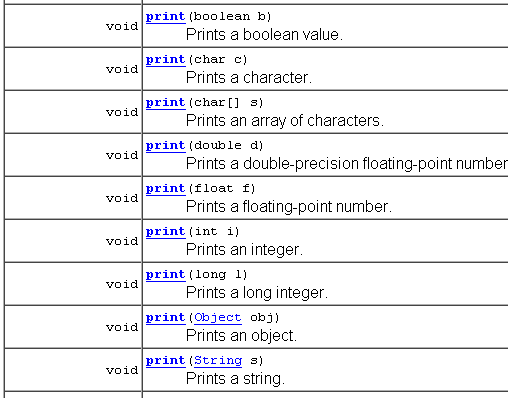 void print(boolean b)
Prints a boolean value.
void print(char c)
Prints a character.
void print(char[] s)
Prints an array of characters.
void print(double d)
Prints a double-precision floating-point number
void print(float f)
Prints a floating-point number.
void print(int i)
Prints an integer.
void print(long l)
Prints a long integer.
void print(Object obj)
Prints an object.
void print(String s)
Prints a string.